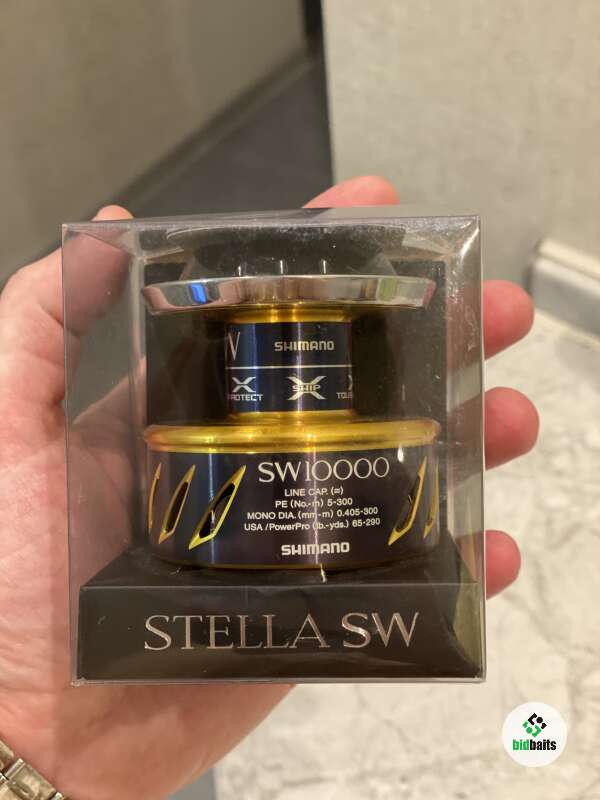 SHIMANO
X PROTECT
X SHIP
SW10000
LINE CAP. (≈)
PE (No.-m) 5-300
MONO DIA. (mm-m) 0.405-300
USA /PowerPro (lb.-yds.) 65-290
SHIMANO
STELLA SW
bidbaits